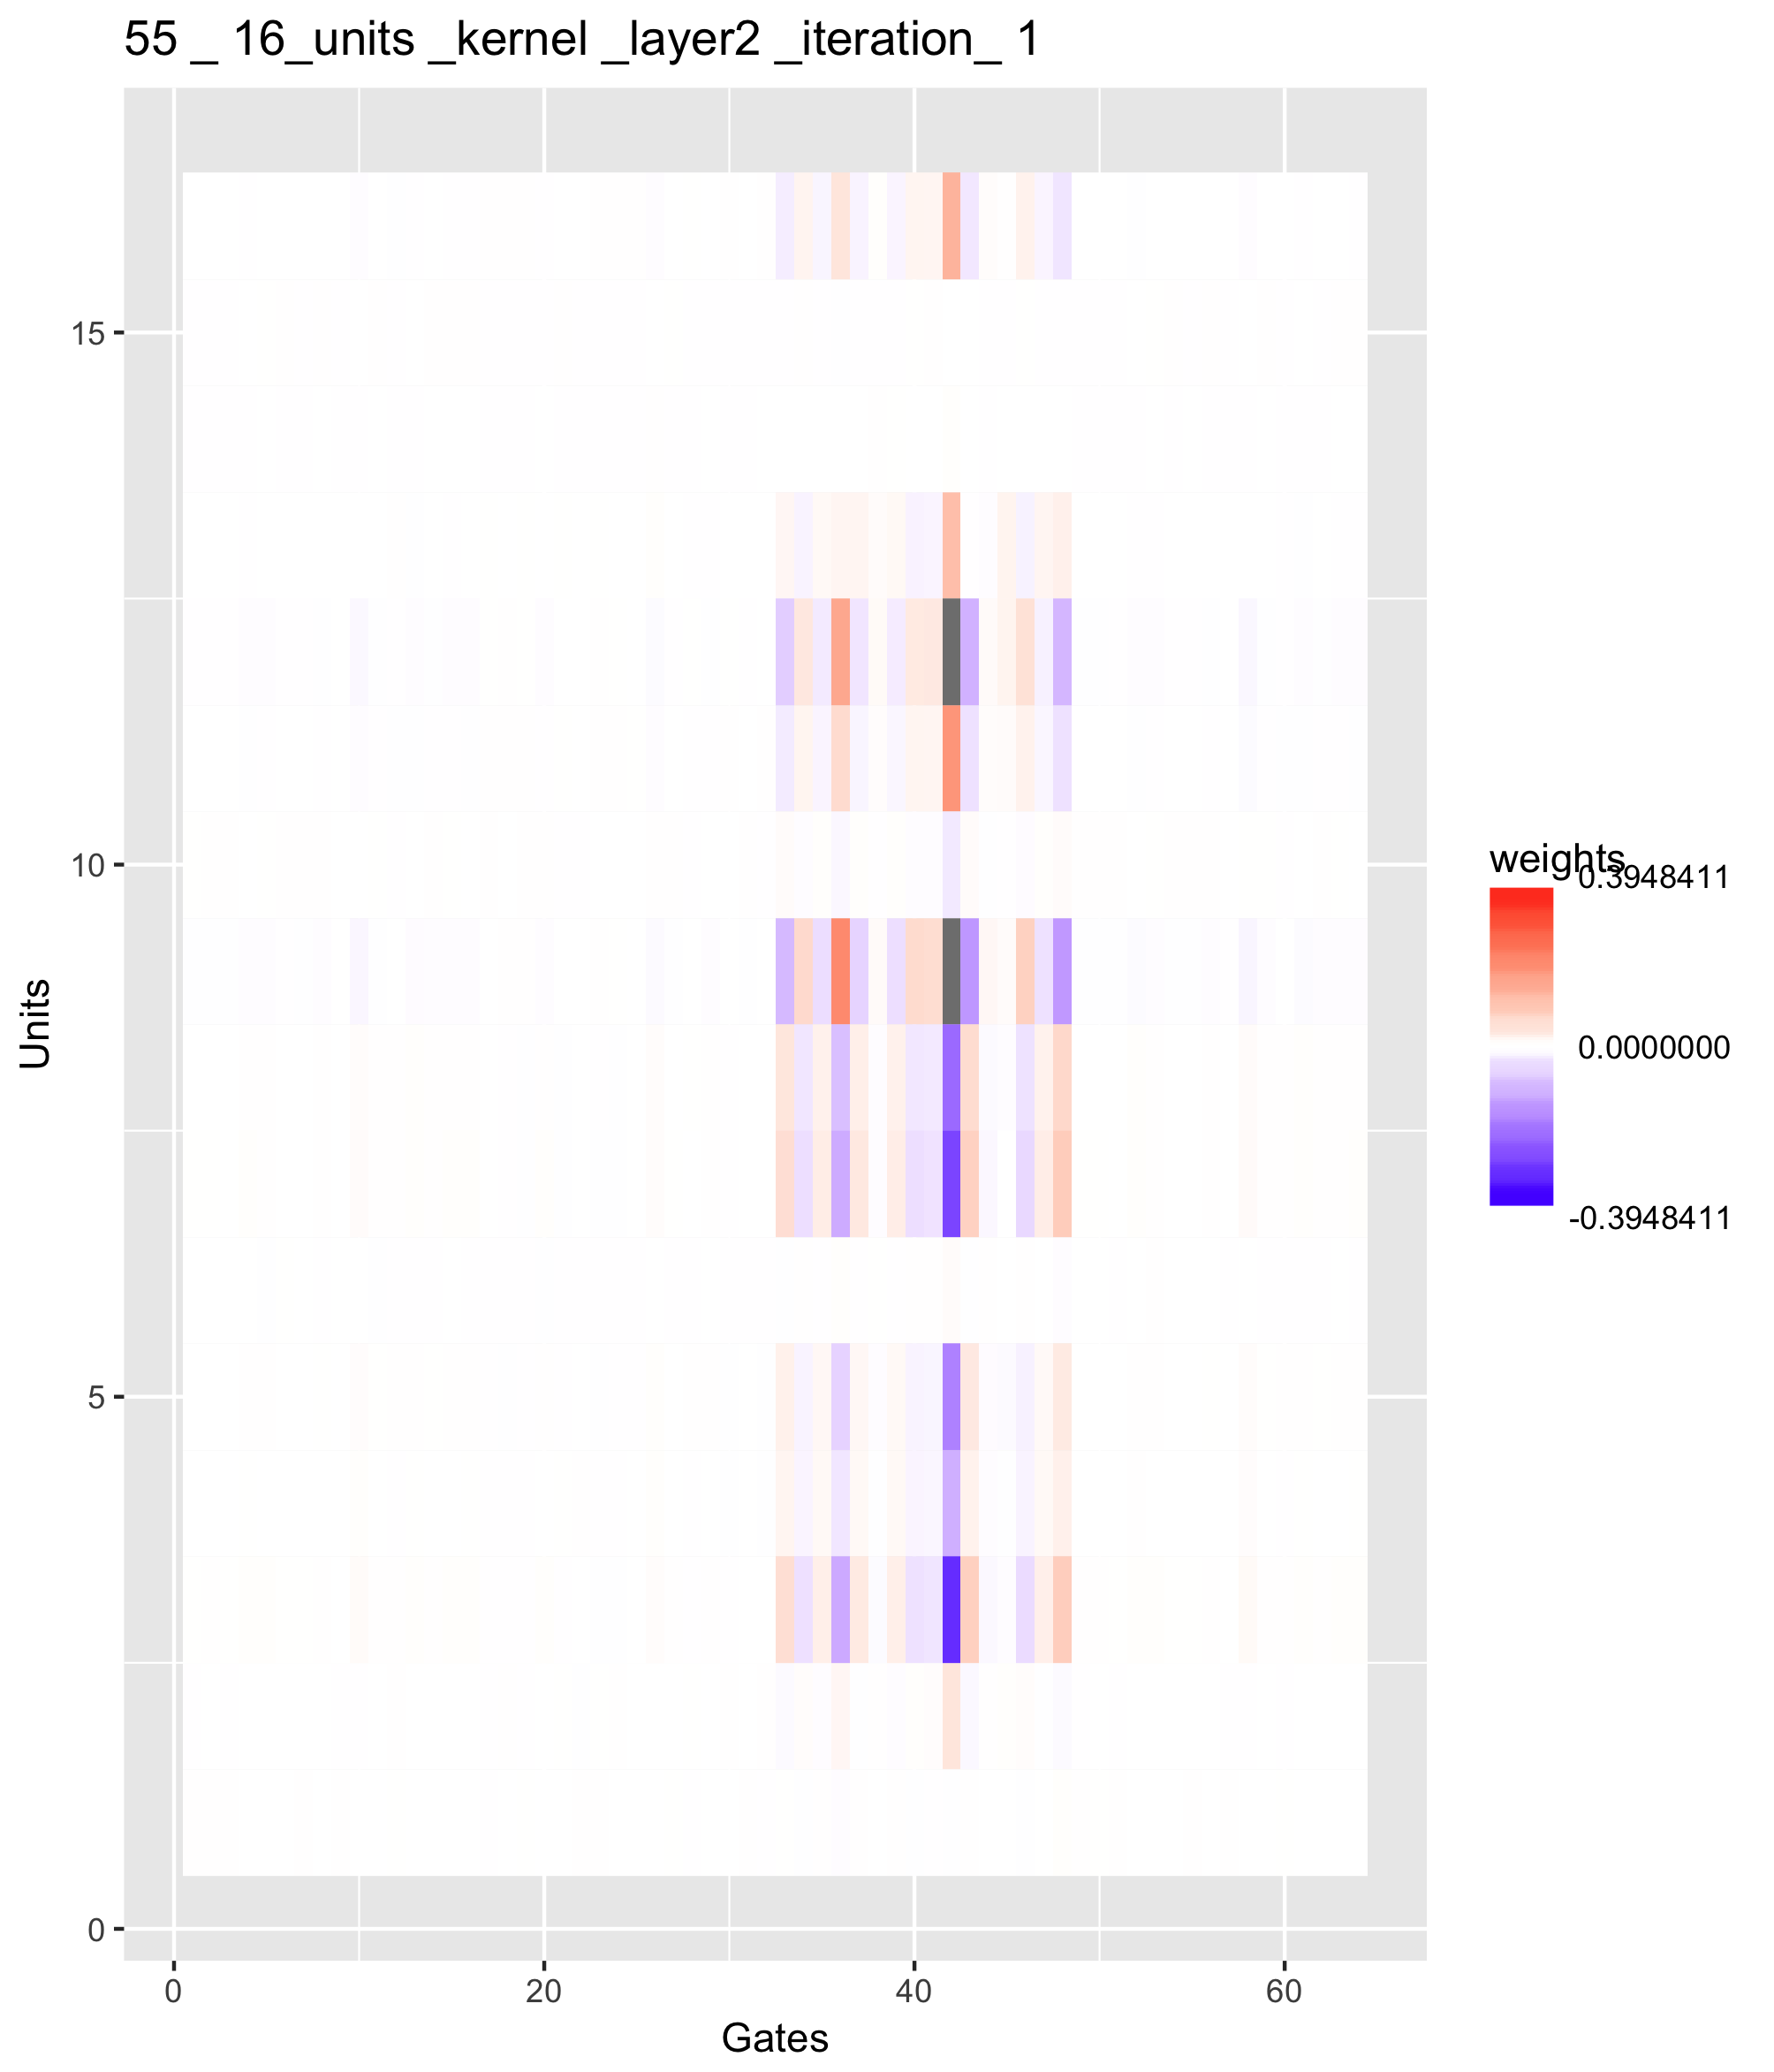 55 _ 16_units _kernel _layer2 _iteration_ 1
15
10
5
0
Units
0 20 40 60
Gates
weights
0.3948411
0.0000000
-0.3948411